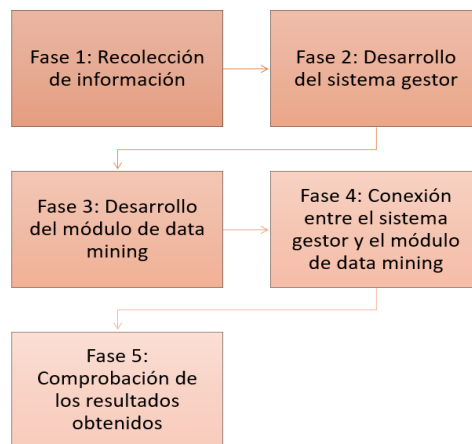 Fase 1: Recolección
de información
Fase 2: Desarrollo
del sistema gestor
Fase 3: Desarrollo
del módulo de data
mining
Fase 4: Conexión
entre el sistema
gestor y el módulo
de data mining
Fase 5:
Comprobación de
los resultados
obtenidos